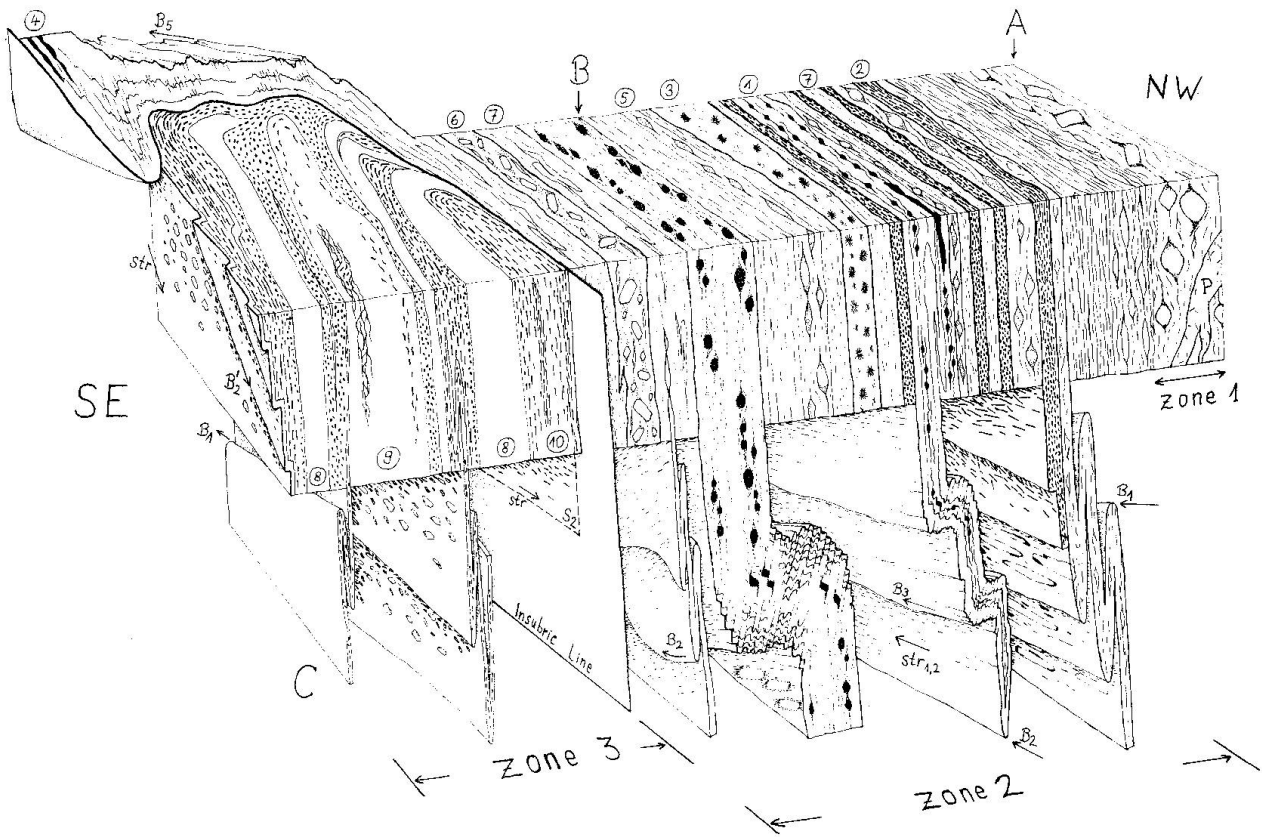 ④
B₅
B
A
NW
⑥ ⑦ ⑤ ③ ① ⑦ ②
str
P
zone 1
SE
B₂'
B₁
⑧ ⑨ ⑧ ⑩
str
S₂
B₁
Insubric Line
B₂
B₃
str₁,₂
C
B₂
zone 3
zone 2